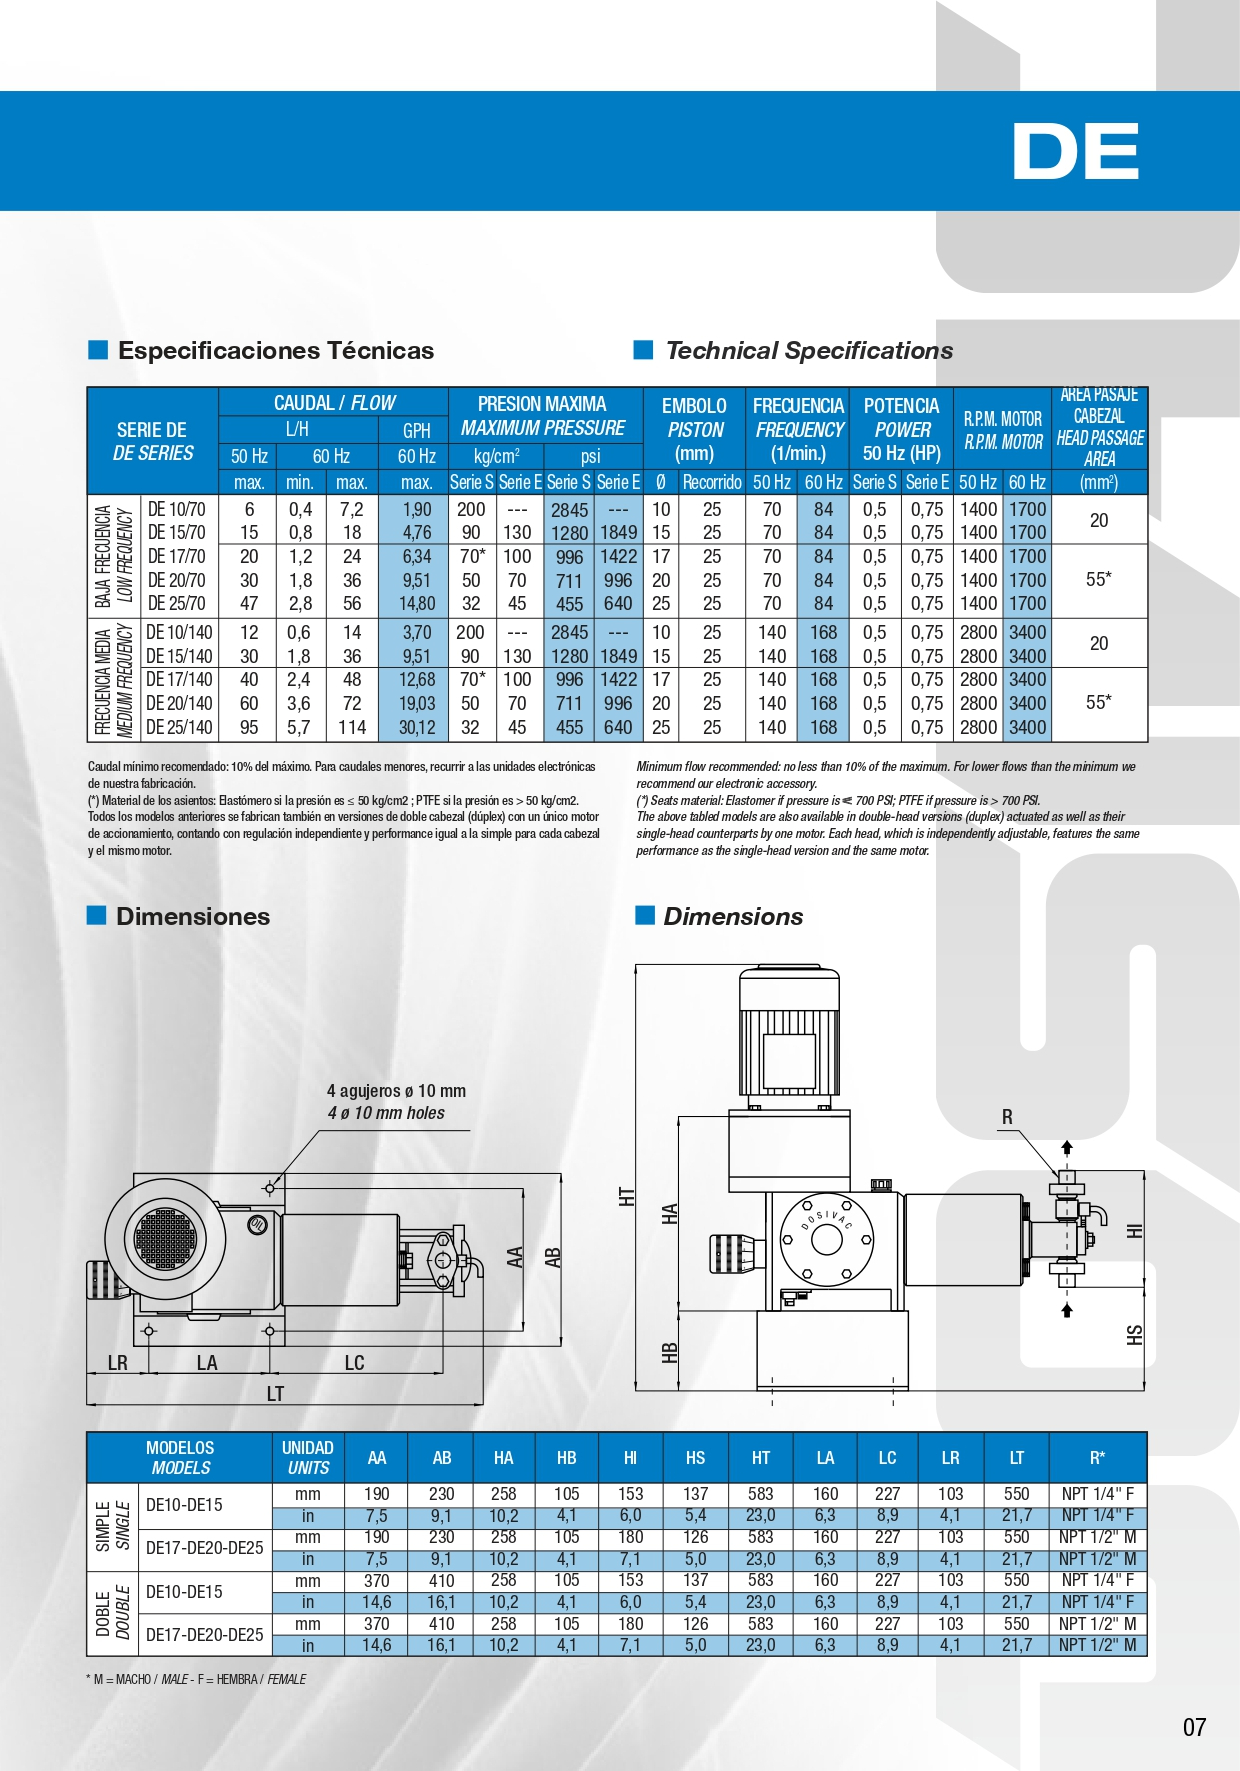 DE
Especificaciones Técnicas
Technical Specifications
SERIE DE
DE SERIES
CAUDAL / FLOW
L/H GPH
50 Hz 60 Hz 60 Hz
max. min. max. max.
PRESION MAXIMA
MAXIMUM PRESSURE
kg/cm² psi
Serie S Serie E Serie S Serie E
EMBOLO
PISTON
(mm)
Ø Recorrido
FRECUENCIA
FREQUENCY
(1/min.)
50 Hz 60 Hz
POTENCIA
POWER
50 Hz (HP)
Serie S Serie E
R.P.M. MOTOR
R.P.M. MOTOR
50 Hz 60 Hz
AREA PASAJE
CABEZAL
HEAD PASSAGE
AREA
(mm²)
BAJA FRECUENCIA
LOW FREQUENCY
DE 10/70 6 0,4 7,2 1,90 200 --- 2845 --- 10 25 70 84 0,5 0,75 1400 1700
DE 15/70 15 0,8 18 4,76 90 130 1280 1849 15 25 70 84 0,5 0,75 1400 1700
20
DE 17/70 20 1,2 24 6,34 70* 100 996 1422 17 25 70 84 0,5 0,75 1400 1700
DE 20/70 30 1,8 36 9,51 50 70 711 996 20 25 70 84 0,5 0,75 1400 1700
DE 25/70 47 2,8 56 14,80 32 45 455 640 25 25 70 84 0,5 0,75 1400 1700
55*
FRECUENCIA MEDIA
MEDIUM FREQUENCY
DE 10/140 12 0,6 14 3,70 200 --- 2845 --- 10 25 140 168 0,5 0,75 2800 3400
DE 15/140 30 1,8 36 9,51 90 130 1280 1849 15 25 140 168 0,5 0,75 2800 3400
20
DE 17/140 40 2,4 48 12,68 70* 100 996 1422 17 25 140 168 0,5 0,75 2800 3400
DE 20/140 60 3,6 72 19,03 50 70 711 996 20 25 140 168 0,5 0,75 2800 3400
DE 25/140 95 5,7 114 30,12 32 45 455 640 25 25 140 168 0,5 0,75 2800 3400
55*
Caudal mínimo recomendado: 10% del máximo. Para caudales menores, recurrir a las unidades electrónicas
de nuestra fabricación.
(*) Material de los asientos: Elastómero si la presión es ≤ 50 kg/cm2 ; PTFE si la presión es > 50 kg/cm2.
Todos los modelos anteriores se fabrican también en versiones de doble cabezal (dúplex) con un único motor
de accionamiento, contando con regulación independiente y performance igual a la simple para cada cabezal
y el mismo motor.
Minimum flow recommended: no less than 10% of the maximum. For lower flows than the minimum we
recommend our electronic accessory.
(*) Seats material: Elastomer if pressure is ≤ 700 PSI; PTFE if pressure is > 700 PSI.
The above tabled models are also available in double-head versions (duplex) actuated as well as their
single-head counterparts by one motor. Each head, which is independently adjustable, features the same
performance as the single-head version and the same motor.
Dimensiones
Dimensions
4 agujeros ø 10 mm
4 ø 10 mm holes
OIL
AA
AB
LR
LA
LC
LT
HT
HA
HB
DOSIVAC
R
HI
HS
MODELOS
MODELS
UNIDAD
UNITS
AA AB HA HB HI HS HT LA LC LR LT R*
SIMPLE
SINGLE
DE10-DE15
mm 190 230 258 105 153 137 583 160 227 103 550 NPT 1/4" F
in 7,5 9,1 10,2 4,1 6,0 5,4 23,0 6,3 8,9 4,1 21,7 NPT 1/4" F
DE17-DE20-DE25
mm 190 230 258 105 180 126 583 160 227 103 550 NPT 1/2" M
in 7,5 9,1 10,2 4,1 7,1 5,0 23,0 6,3 8,9 4,1 21,7 NPT 1/2" M
DOBLE
DOUBLE
DE10-DE15
mm 370 410 258 105 153 137 583 160 227 103 550 NPT 1/4" F
in 14,6 16,1 10,2 4,1 6,0 5,4 23,0 6,3 8,9 4,1 21,7 NPT 1/4" F
DE17-DE20-DE25
mm 370 410 258 105 180 126 583 160 227 103 550 NPT 1/2" M
in 14,6 16,1 10,2 4,1 7,1 5,0 23,0 6,3 8,9 4,1 21,7 NPT 1/2" M
* M = MACHO / MALE - F = HEMBRA / FEMALE
07